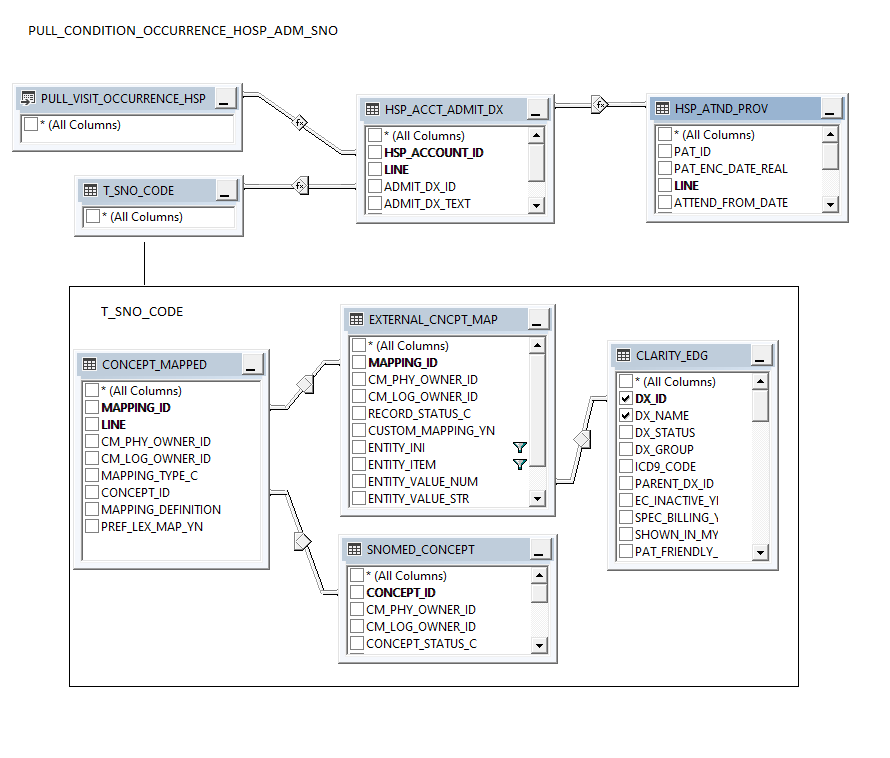 PULL_CONDITION_OCCURRENCE_HOSP_ADM_SNO
PULL_VISIT_OCCURRENCE_HSP
* (All Columns)
HSP_ACCT_ADMIT_DX
* (All Columns)
HSP_ACCOUNT_ID
LINE
ADMIT_DX_ID
ADMIT_DX_TEXT
HSP_ATND_PROV
* (All Columns)
PAT_ID
PAT_ENC_DATE_REAL
LINE
ATTEND_FROM_DATE
T_SNO_CODE
* (All Columns)
T_SNO_CODE
CONCEPT_MAPPED
* (All Columns)
MAPPING_ID
LINE
CM_PHY_OWNER_ID
CM_LOG_OWNER_ID
MAPPING_TYPE_C
CONCEPT_ID
MAPPING_DEFINITION
PREF_LEX_MAP_YN
EXTERNAL_CNCPT_MAP
* (All Columns)
MAPPING_ID
CM_PHY_OWNER_ID
CM_LOG_OWNER_ID
RECORD_STATUS_C
CUSTOM_MAPPING_YN
ENTITY_INI
ENTITY_ITEM
ENTITY_VALUE_NUM
ENTITY_VALUE_STR
CLARITY_EDG
* (All Columns)
DX_ID
DX_NAME
DX_STATUS
DX_GROUP
ICD9_CODE
PARENT_DX_ID
EC_INACTIVE_YI
SPEC_BILLING_Y
SHOWN_IN_MY
PAT_FRIENDLY_
SNOMED_CONCEPT
* (All Columns)
CONCEPT_ID
CM_PHY_OWNER_ID
CM_LOG_OWNER_ID
CONCEPT_STATUS_C